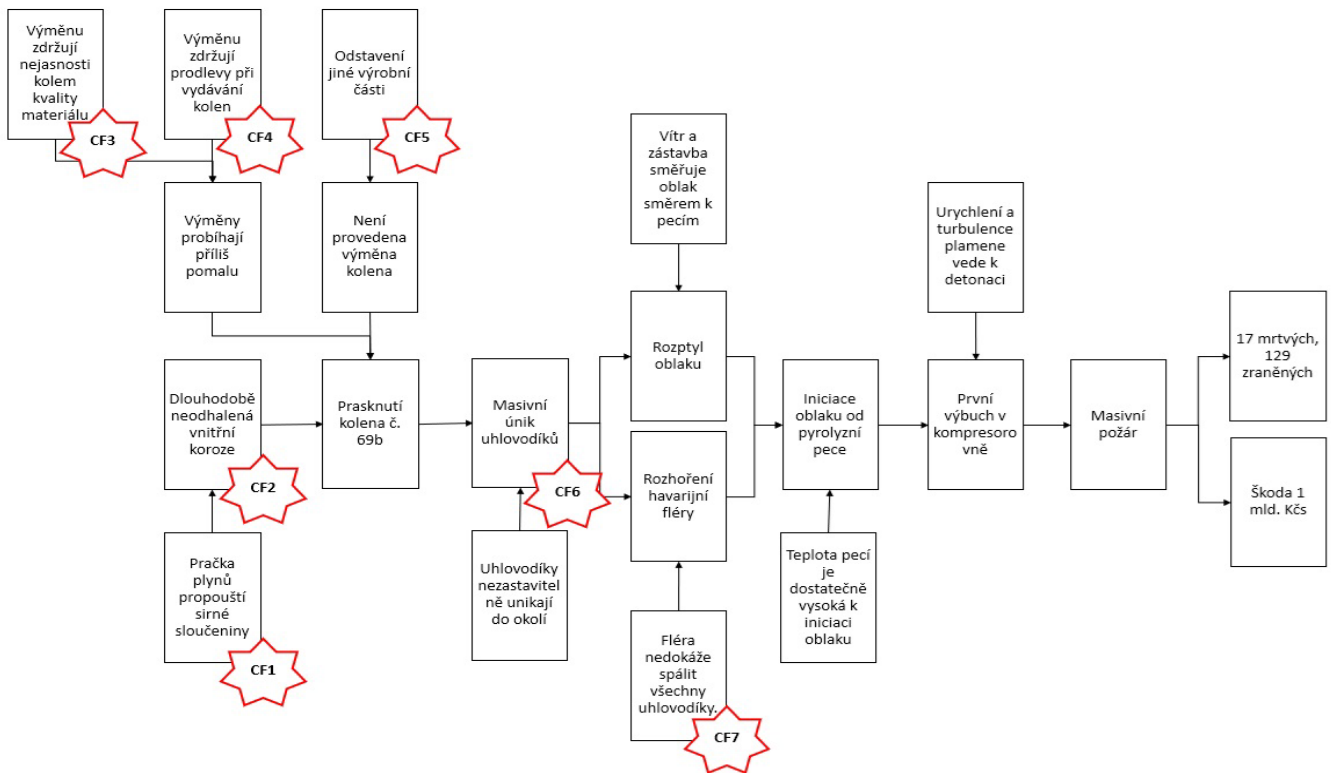 Výměnu
zdržují
nejasnosti
kolem
kvality
materiálu
CF3
Výměnu
zdržují
prodlevy při
vydávání
kolen
CF4
Odstavení
jiné výrobní
části
CF5
Vítr a
zástavba
směřuje
oblak
směrem k
pecím
Urychlení a
turbulence
plamene
vede k
detonaci
Výměny
probíhají
příliš
pomalu
Není
provedena
výměna
kolena
Dlouhodobě
neodhalená
vnitřní
koroze
CF2
Prasknutí
kolena č.
69b
Masivní
únik
uhlovodíků
CF6
Rozptyl
oblaku
Rozhoření
havarijní
fléry
Iniciace
oblaku od
pyrolyzní
pece
První
výbuch v
kompresoro
vně
Masivní
požár
17 mrtvých,
129
zraněných
Škoda 1
mld. Kčs
Pračka
plynů
propouští
sirné
sloučeniny
CF1
Uhlovodíky
nezastavitel
ně unikají
do okolí
Fléra
nedokáže
spálit
všechny
uhlovodíky.
CF7
Teplota pecí
je
dostatečně
vysoká k
iniciaci
oblaku